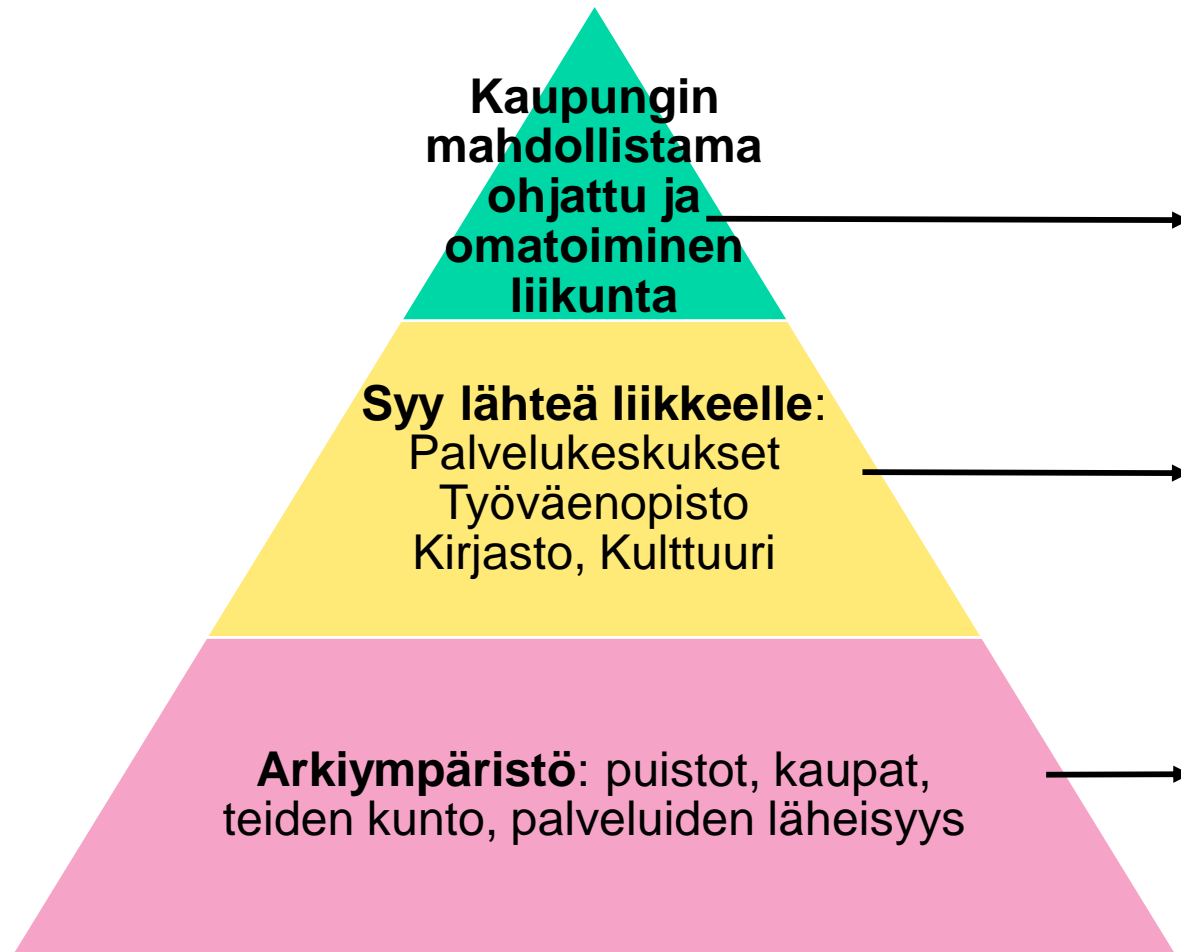 Kaupungin
mahdollistama
ohjattu ja
omatoiminen
liikunta
Syy lähteä liikkeelle:
Palvelukeskukset
Työväenopisto
Kirjasto, Kulttuuri
Arkiympäristö: puistot, kaupat,
teiden kunto, palveluiden läheisyys